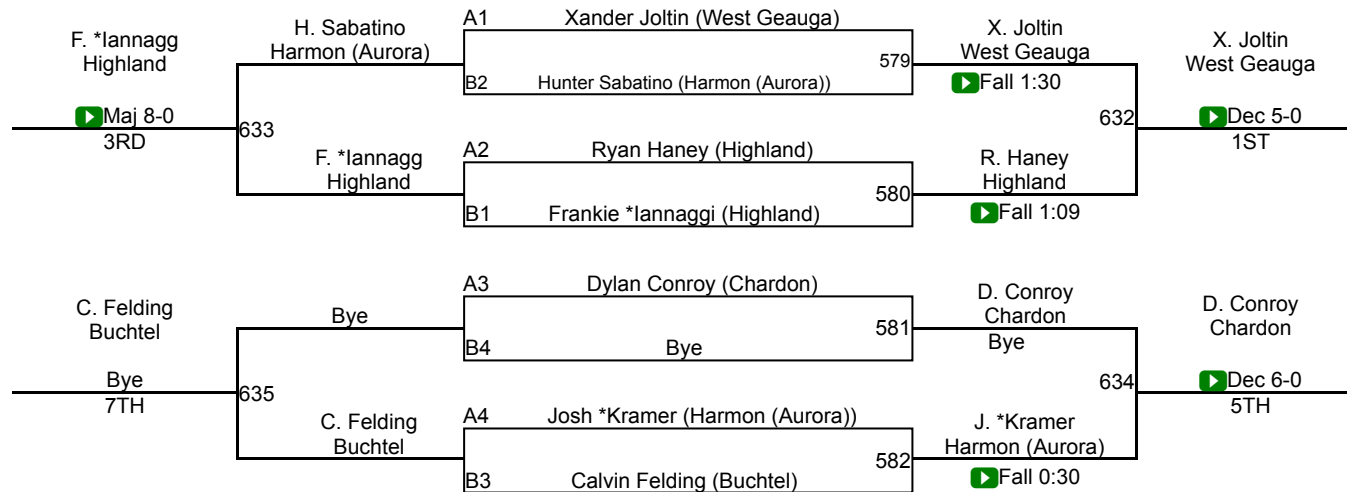 A1
Xander Joltin (West Geauga)
F. *Iannagg
Highland
H. Sabatino
Harmon (Aurora)
579
X. Joltin
West Geauga
X. Joltin
West Geauga
B2
Hunter Sabatino (Harmon (Aurora))
Fall 1:30
Maj 8-0
3RD
633
632
Dec 5-0
1ST
A2
Ryan Haney (Highland)
F. *Iannagg
Highland
580
R. Haney
Highland
B1
Frankie *Iannaggi (Highland)
Fall 1:09
A3
Dylan Conroy (Chardon)
C. Felding
Buchtel
Bye
581
D. Conroy
Chardon
Bye
D. Conroy
Chardon
B4
Bye
Bye
7TH
635
634
Dec 6-0
5TH
A4
Josh *Kramer (Harmon (Aurora))
C. Felding
Buchtel
582
J. *Kramer
Harmon (Aurora)
B3
Calvin Felding (Buchtel)
Fall 0:30